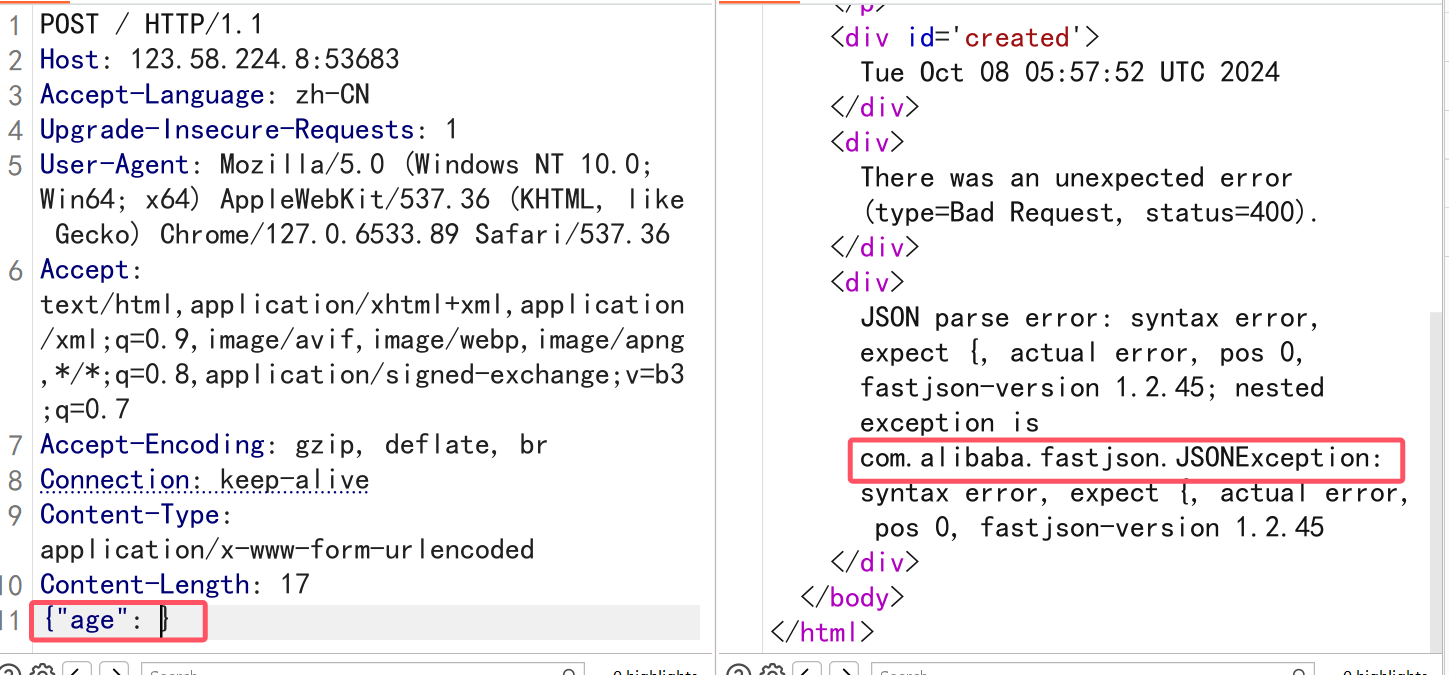 1 POST / HTTP/1.1
2 Host: 123.58.224.8:53683
3 Accept-Language: zh-CN
4 Upgrade-Insecure-Requests: 1
5 User-Agent: Mozilla/5.0 (Windows NT 10.0;
Win64; x64) AppleWebKit/537.36 (KHTML, like
Gecko) Chrome/127.0.6533.89 Safari/537.36
6 Accept:
text/html,application/xhtml+xml,application
/xml;q=0.9,image/avif,image/webp,image/apng
,*/*;q=0.8,application/signed-exchange;v=b3
;q=0.7
7 Accept-Encoding: gzip, deflate, br
8 Connection: keep-alive
9 Content-Type:
application/x-www-form-urlencoded
10 Content-Length: 17
11 {"age": }
Search
0 highlights
</p>
<div id='created'>
Tue Oct 08 05:57:52 UTC 2024
</div>
<div>
There was an unexpected error
(type=Bad Request, status=400).
</div>
<div>
JSON parse error: syntax error,
expect {, actual error, pos 0,
fastjson-version 1.2.45; nested
exception is
com.alibaba.fastjson.JSONException:
syntax error, expect {, actual error,
pos 0, fastjson-version 1.2.45
</div>
</body>
</html>
Search
0 highlights